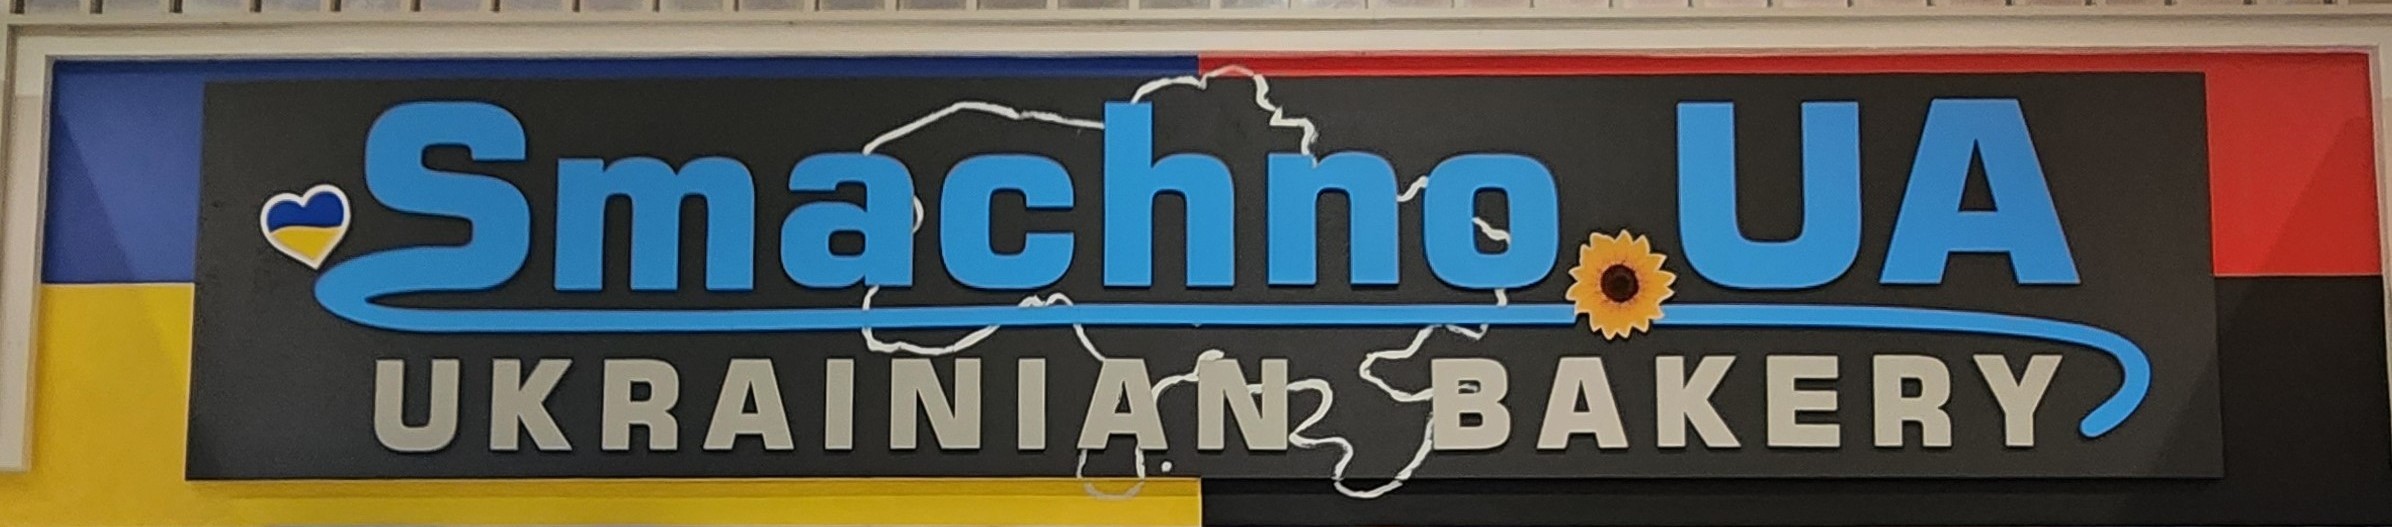 Smachno.UA
UKRAINIAN BAKERY